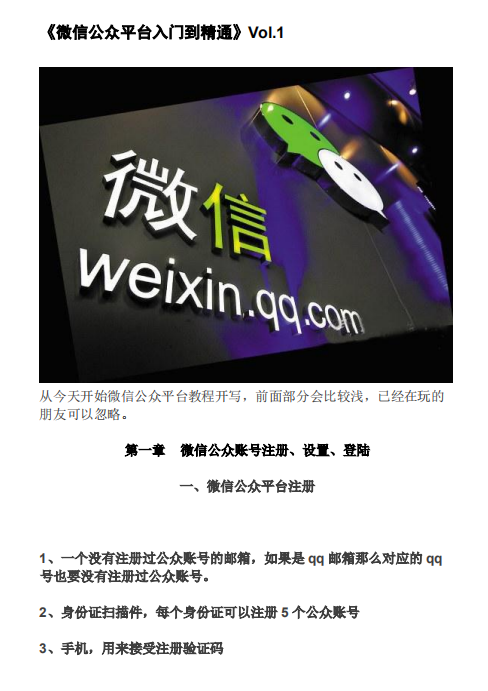 《微信公众平台入门到精通》Vol.1
微信
weixin.qq.com
从今天开始微信公众平台教程开写，前面部分会比较浅，已经在玩的
朋友可以忽略。
第一章 微信公众账号注册、设置、登陆
一、微信公众平台注册
1、一个没有注册过公众账号的邮箱，如果是 qq 邮箱那么对应的 qq
号也要没有注册过公众账号。
2、身份证扫描件，每个身份证可以注册 5 个公众账号
3、手机，用来接受注册验证码